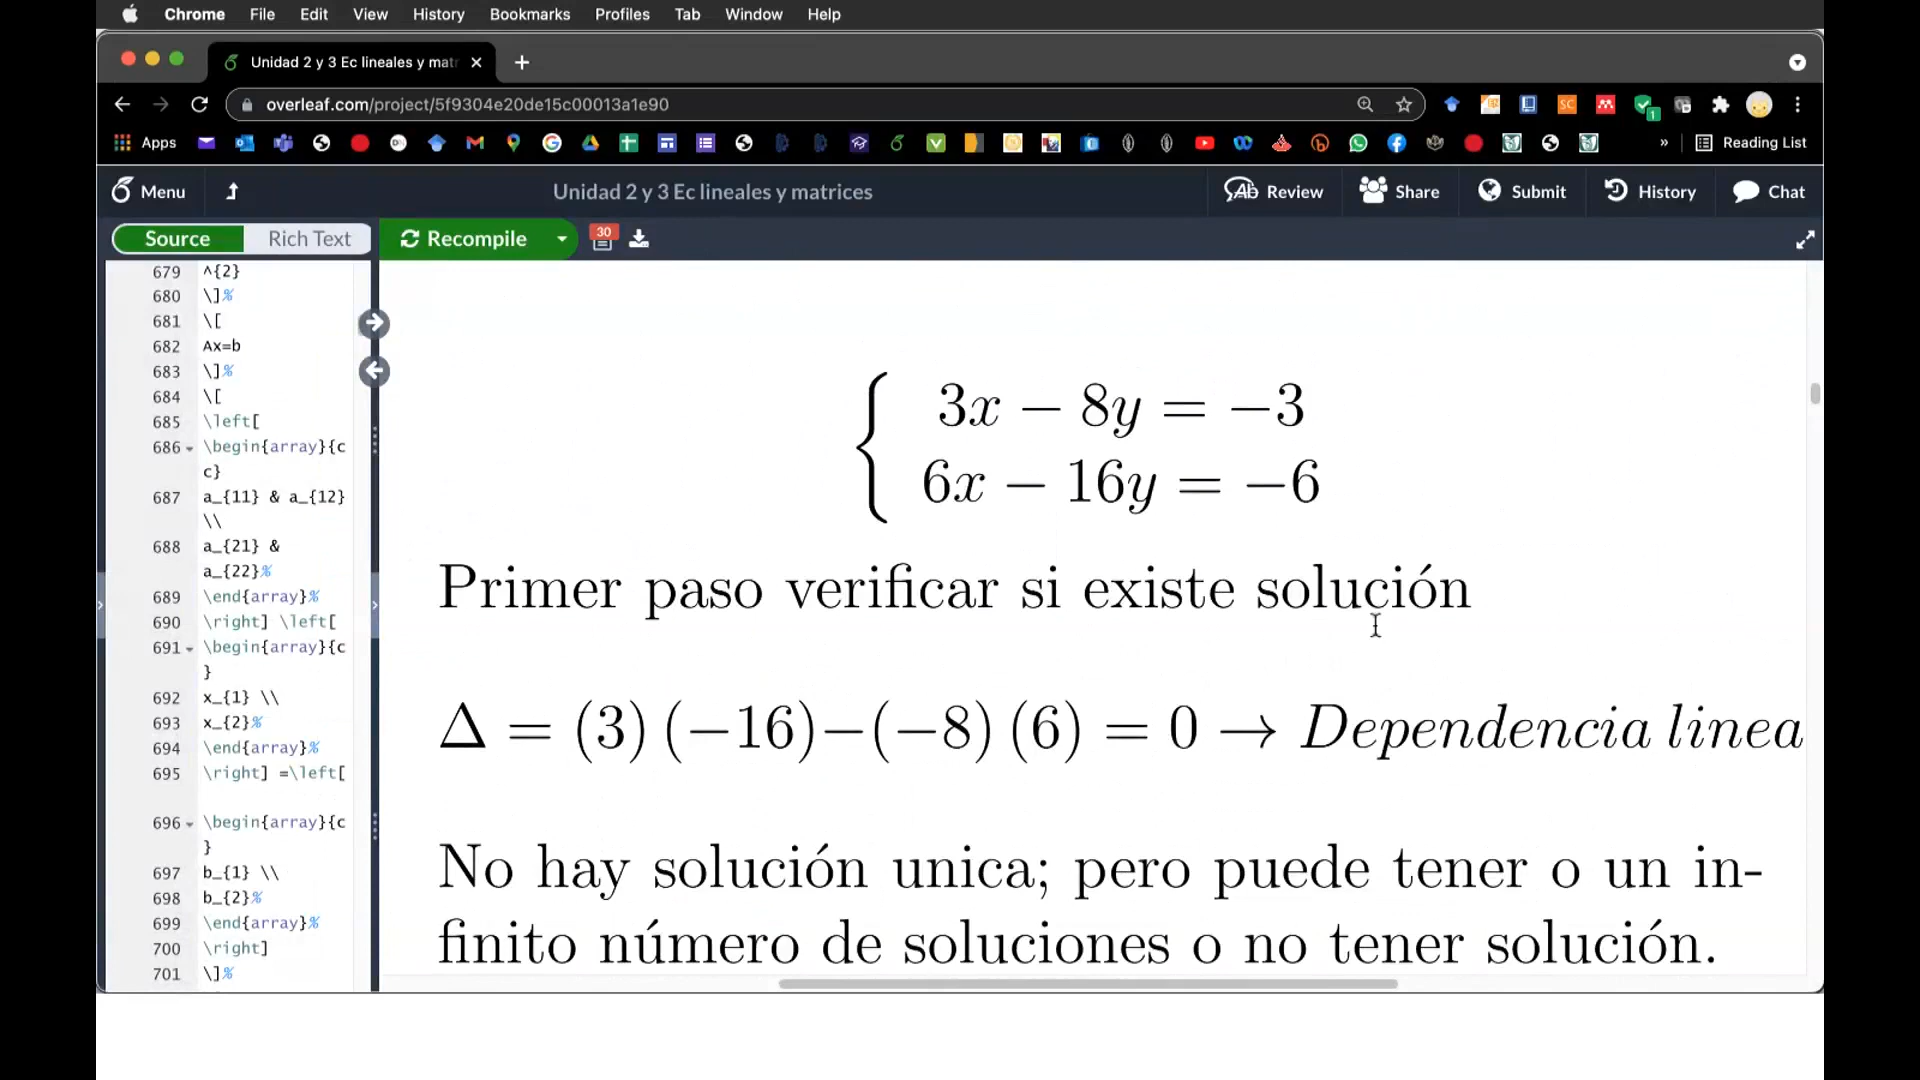 Chrome File Edit View History Bookmarks Profiles Tab Window Help
Unidad 2 y 3 Ec lineales y matr
overleaf.com/project/5f9304e20de15c00013a1e90
Apps
» Reading List
Menu
Unidad 2 y 3 Ec lineales y matrices
Review Share Submit History Chat
Source Rich Text
Recompile 30
679 ^{2}
680 \]%
681 \[
682 Ax=b
683 \]%
684 \[
685 \left[
686 \begin{array}{c
c}
687 a_{11} & a_{12}
\\
688 a_{21} &
a_{22}%
689 \end{array}%
690 \right] \left[
691 \begin{array}{c
}
692 x_{1} \\
693 x_{2}%
694 \end{array}%
695 \right] =\left[
696 \begin{array}{c
}
697 b_{1} \\
698 b_{2}%
699 \end{array}%
700 \right]
701 \]%
3x − 8y = −3
6x − 16y = −6
Primer paso verificar si existe solución
Δ = (3) (−16)−(−8) (6) = 0 → Dependencia linea
No hay solución unica; pero puede tener o un in-
finito número de soluciones o no tener solución.